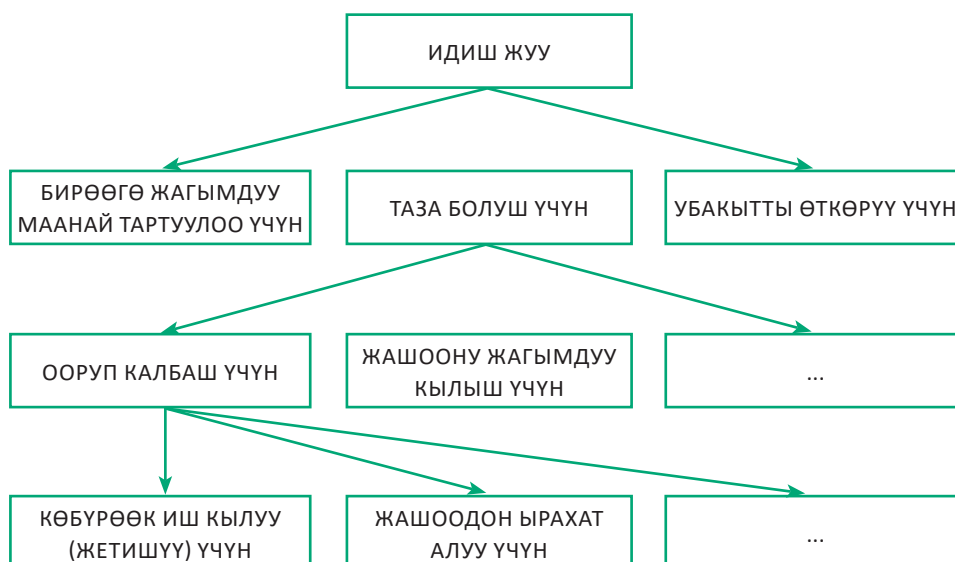 ИДИШ ЖУУ
БИРӨӨГӨ ЖАГЫМДУУ
МААНАЙ ТАРТУУЛОО ҮЧҮН
ТАЗА БОЛУШ ҮЧҮН
УБАКЫТТЫ ӨТКӨРҮҮ ҮЧҮН
ООРУП КАЛБАШ ҮЧҮН
ЖАШООНУ ЖАГЫМДУУ
КЫЛЫШ ҮЧҮН
...
КӨБҮРӨӨК ИШ КЫЛУУ
(ЖЕТИШҮҮ) ҮЧҮН
ЖАШООДОН ЫРАХАТ
АЛУУ ҮЧҮН
...